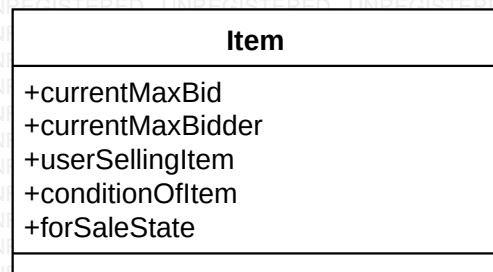 Item
+currentMaxBid
+currentMaxBidder
+userSellingItem
+conditionOfItem
+forSaleState